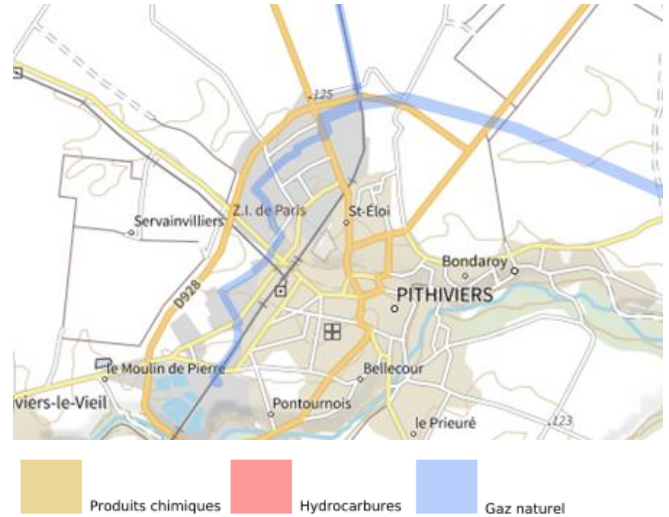 125
Z.I. de Paris
St-Éloi
Servainvilliers
Bondaroy
D928
PITHIVIERS
le Moulin de Pierre
Bellecour
viers-le-Vieil
Pontournois
le Prieuré
123
Produits chimiques Hydrocarbures Gaz naturel